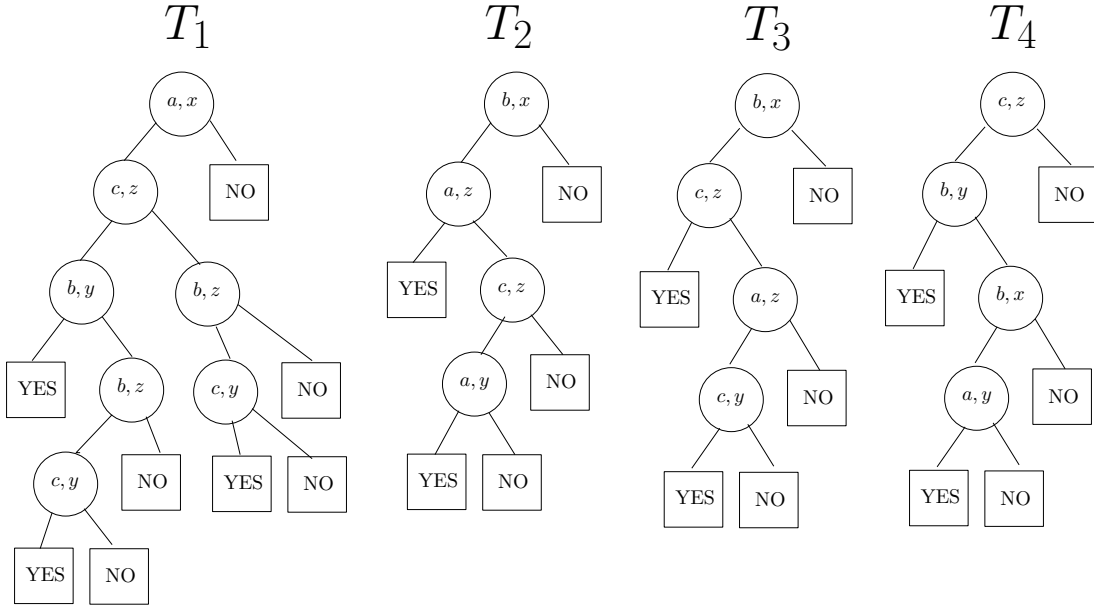 T1 T2 T3 T4
a, x b, x b, x c, z
c, z NO a, z NO c, z NO b, y NO
b, y b, z YES c, z YES a, z YES b, x
YES b, z c, y NO a, y NO c, y NO a, y NO
c, y NO YES NO YES NO YES NO YES NO
YES NO